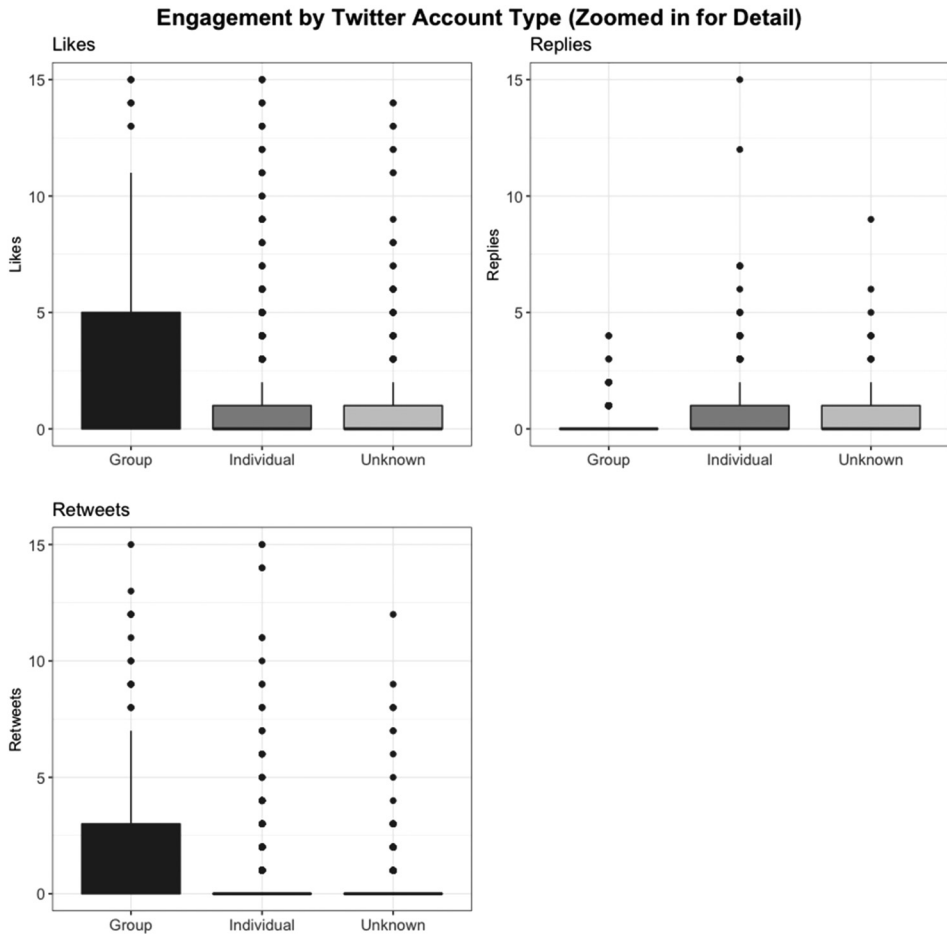 Engagement by Twitter Account Type (Zoomed in for Detail)
Likes
15
10
5
0
Likes
Group Individual Unknown
Replies
15
10
5
0
Replies
Group Individual Unknown
Retweets
15
10
5
0
Retweets
Group Individual Unknown